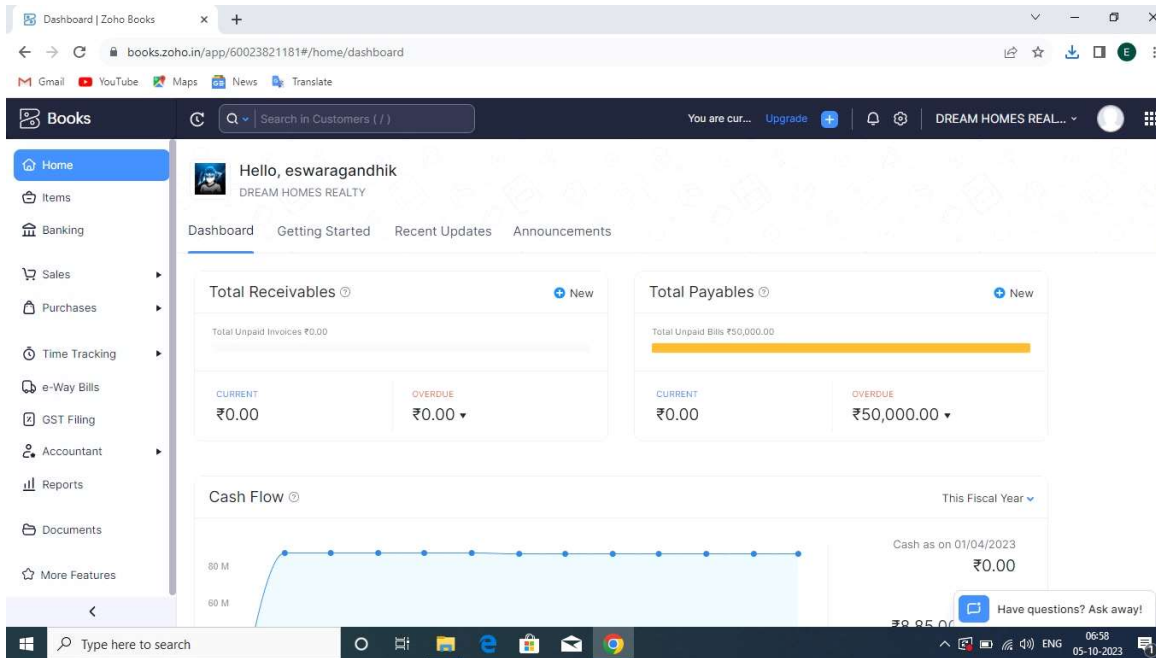 Dashboard | Zoho Books
books.zoho.in/app/60023821181#/home/dashboard
E
Gmail YouTube Maps News Translate
Books
Search in Customers ( / )
You are cur... Upgrade
DREAM HOMES REAL...
Home
Items
Banking
Sales
Purchases
Time Tracking
e-Way Bills
GST Filing
Accountant
Reports
Documents
More Features
Hello, eswaragandhik
DREAM HOMES REALTY
Dashboard Getting Started Recent Updates Announcements
Total Receivables New
Total Unpaid Invoices ₹0.00
CURRENT OVERDUE
₹0.00 ₹0.00
Total Payables New
Total Unpaid Bills ₹50,000.00
CURRENT OVERDUE
₹0.00 ₹50,000.00
Cash Flow This Fiscal Year
80 M
60 M
Cash as on 01/04/2023
₹0.00
Have questions? Ask away!
Type here to search
ENG
06:58
05-10-2023